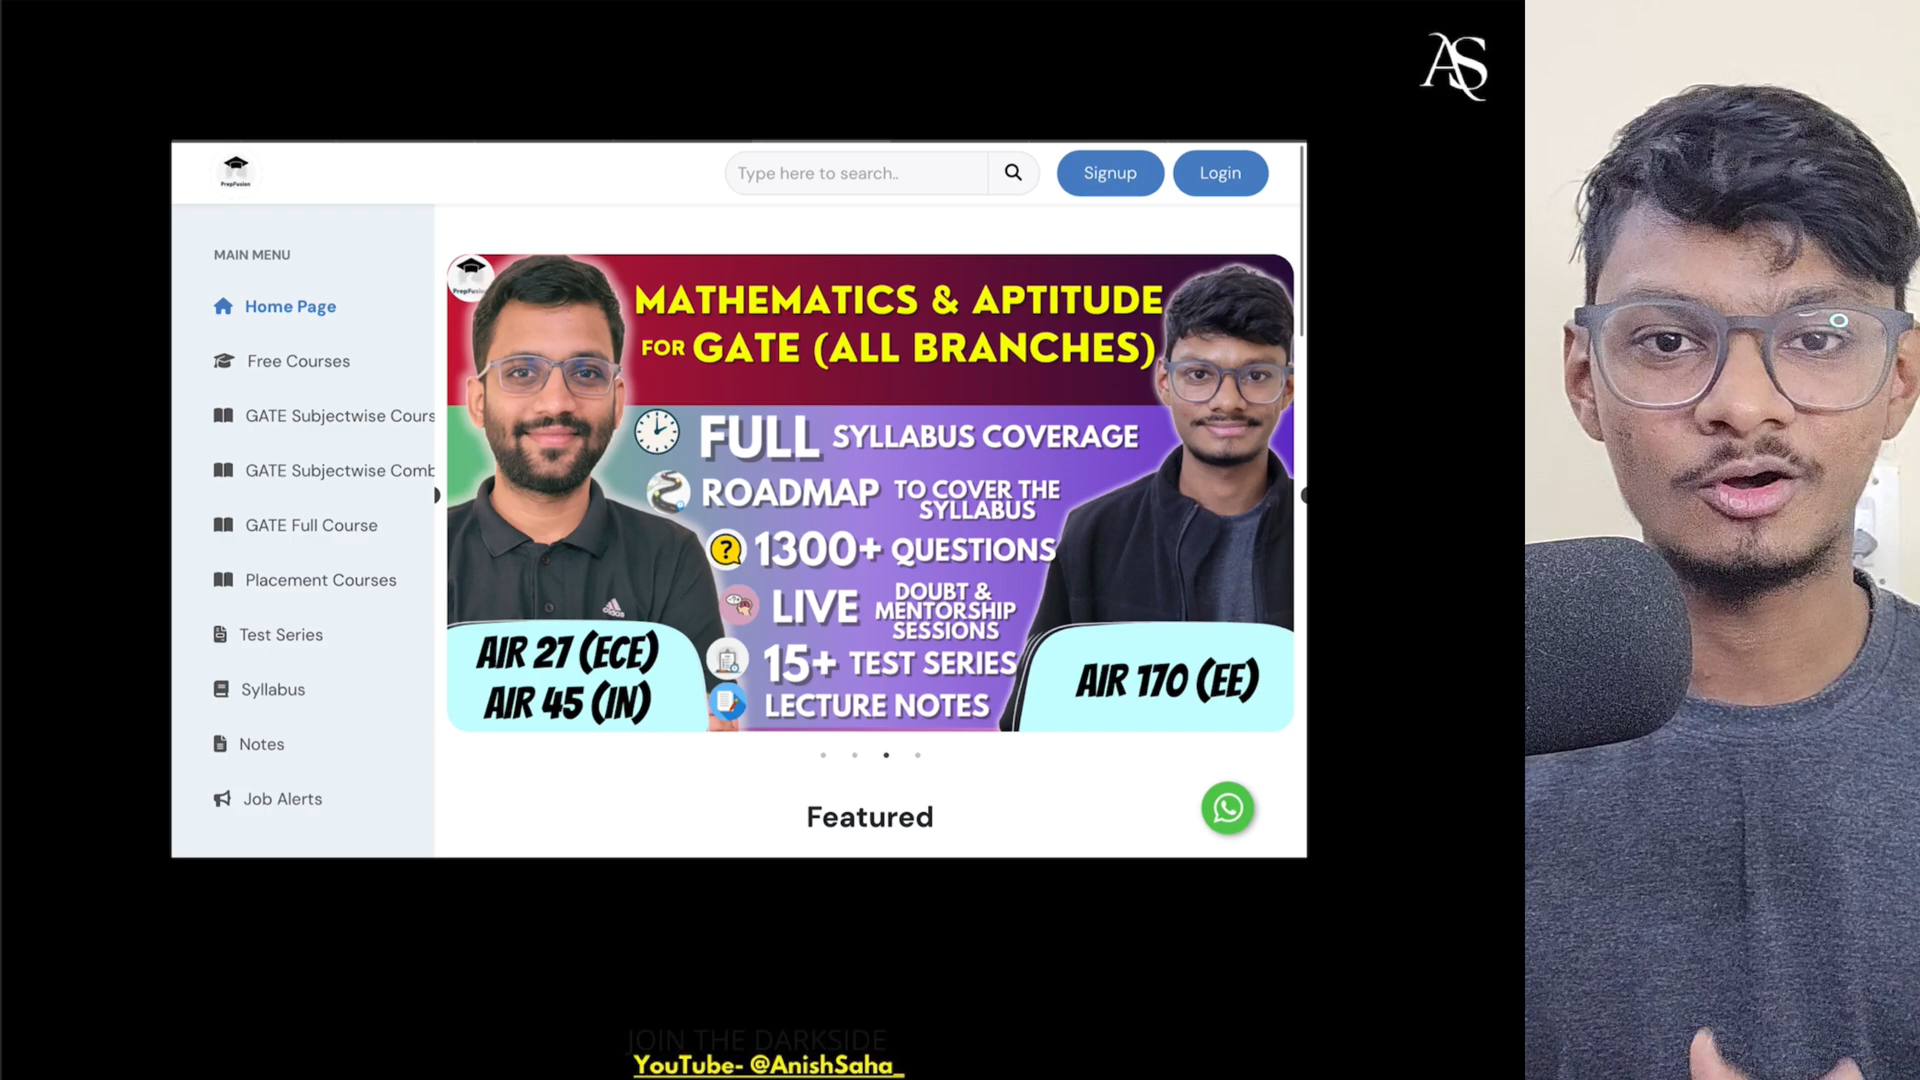 AS
PrepFusion
Type here to search..
Signup
Login
MAIN MENU
Home Page
Free Courses
GATE Subjectwise Cours
GATE Subjectwise Comb
GATE Full Course
Placement Courses
Test Series
Syllabus
Notes
Job Alerts
PrepFusion
MATHEMATICS & APTITUDE
FOR GATE (ALL BRANCHES)
FULL SYLLABUS COVERAGE
ROADMAP TO COVER THE
SYLLABUS
1300+ QUESTIONS
LIVE DOUBT &
MENTORSHIP
SESSIONS
15+ TEST SERIES
LECTURE NOTES
adidas
AIR 27 (ECE)
AIR 45 (IN)
AIR 170 (EE)
Featured
JOIN THE DARKSIDE
YouTube- @AnishSaha_